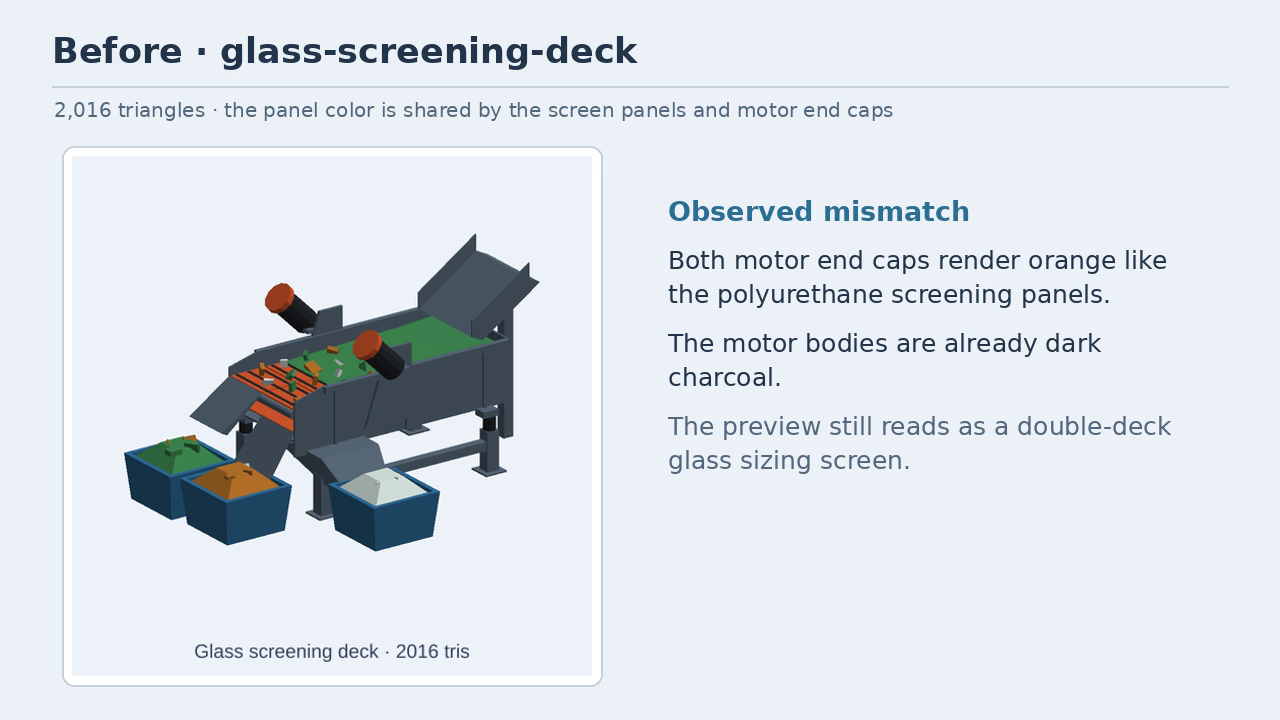 Before · glass-screening-deck
2,016 triangles · the panel color is shared by the screen panels and motor end caps
Observed mismatch
Both motor end caps render orange like
the polyurethane screening panels.
The motor bodies are already dark
charcoal.
The preview still reads as a double-deck
glass sizing screen.
Glass screening deck · 2016 tris